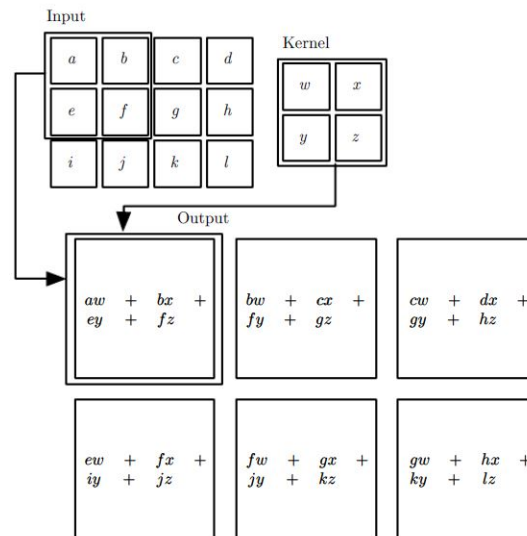 Input
Kernel
a b c d
w x
e f g h
y z
i j k l
Output
aw + bx + bw + cx + cw + dx +
ey + fz fy + gz gy + hz
ew + fx + fw + gx + gw + hx +
iy + jz jy + kz ky + lz